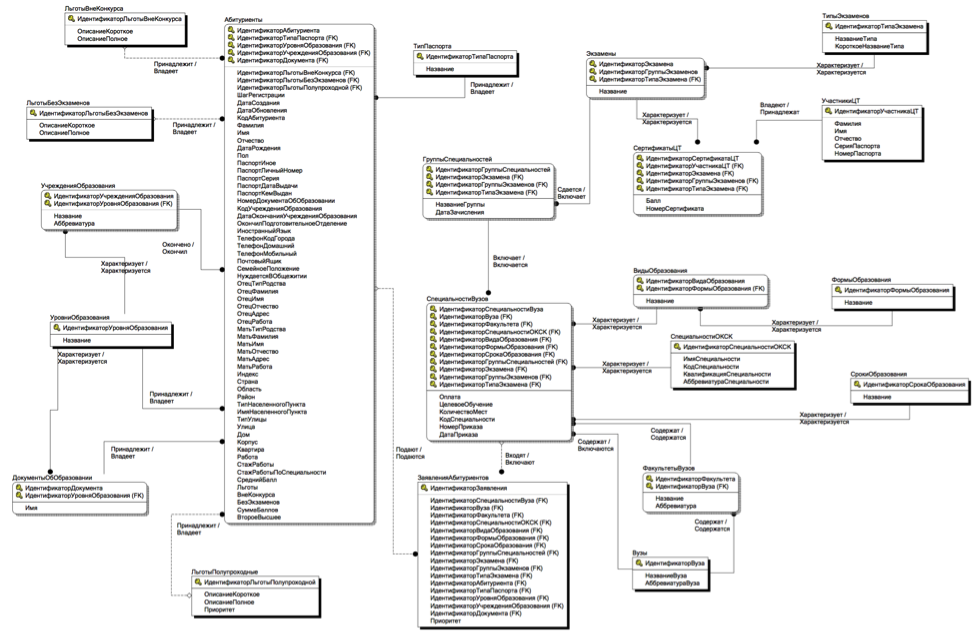 ЛьготыВнеКонкурса
ИдентификаторЛьготыВнеКонкурса
ОписаниеКороткое
ОписаниеПолное
Принадлежит /
Владеет
ЛьготыБезЭкзаменов
ИдентификаторЛьготыБезЭкзаменов
ОписаниеКороткое
ОписаниеПолное
Принадлежит /
Владеет
УчрежденияОбразования
ИдентификаторУчрежденияОбразования
ИдентификаторУровняОбразования (FK)
Название
Аббревиатура
Окончено /
Окончил
Характеризует /
Характеризуется
УровниОбразования
ИдентификаторУровняОбразования
Название
Характеризует /
Характеризуется
Принадлежит /
Владеет
Принадлежит /
Владеет
ДокументыОбОбразовании
ИдентификаторДокумента
ИдентификаторУровняОбразования (FK)
Имя
Принадлежит /
Владеет
ЛьготыПолупроходные
ИдентификаторЛьготыПолупроходной
ОписаниеКороткое
ОписаниеПолное
Приоритет
Абитуриенты
ИдентификаторАбитуриента
ИдентификаторТипаПаспорта (FK)
ИдентификаторУровняОбразования (FK)
ИдентификаторУчрежденияОбразования (FK)
ИдентификаторДокумента (FK)
ИдентификаторЛьготыВнеКонкурса (FK)
ИдентификаторЛьготыБезЭкзаменов (FK)
ИдентификаторЛьготыПолупроходной (FK)
ШагРегистрации
ДатаСоздания
ДатаОбновления
КодАбитуриента
Фамилия
Имя
Отчество
ДатаРождения
Пол
ПаспортИное
ПаспортЛичныйНомер
ПаспортСерия
ПаспортДатаВыдачи
ПаспортКемВыдан
НомерДокументаОбОбразовании
КодУчрежденияОбразования
ДатаОкончанияУчрежденияОбразования
ОкончилПодготовительноеОтделение
ИностранныйЯзык
ТелефонКодГорода
ТелефонДомашний
ТелефонМобильный
ПочтовыйЯщик
СемейноеПоложение
НуждаетсяВОбщежитии
ОтецТипРодства
ОтецФамилия
ОтецИмя
ОтецОтчество
ОтецАдрес
ОтецРабота
МатьТипРодства
МатьФамилия
МатьИмя
МатьОтчество
МатьАдрес
МатьРабота
Индекс
Страна
Область
Район
ТипНаселенногоПункта
ИмяНаселенногоПункта
ТипУлицы
Улица
Дом
Корпус
Квартира
Работа
СтажРаботы
СтажРаботыПоСпециальности
СреднийБалл
Льготы
ВнеКонкурса
БезЭкзаменов
СуммаБаллов
ВтороеВысшее
ТипПаспорта
ИдентификаторТипаПаспорта
Название
Принадлежит /
Владеет
Экзамены
ИдентификаторЭкзамена
ИдентификаторГруппыЭкзаменов
ИдентификаторТипаЭкзамена (FK)
Название
ТипыЭкзаменов
ИдентификаторТипаЭкзамена
НазваниеТипа
КороткоеНазваниеТипа
Характеризует /
Характеризуется
Характеризует /
Характеризуется
Владеют /
Принадлежат
УчастникиЦТ
ИдентификаторУчастникаЦТ
Фамилия
Имя
Отчество
СерияПаспорта
НомерПаспорта
СертификатыЦТ
ИдентификаторСертификатаЦТ
ИдентификаторУчастникаЦТ (FK)
ИдентификаторЭкзамена (FK)
ИдентификаторГруппыЭкзаменов (FK)
ИдентификаторТипаЭкзамена (FK)
Балл
НомерСертификата
ГруппыСпециальностей
ИдентификаторГруппыСпециальностей
ИдентификаторЭкзамена (FK)
ИдентификаторГруппыЭкзаменов (FK)
ИдентификаторТипаЭкзамена (FK)
НазваниеГруппы
ДатаЗачисления
Сдается /
Включает
Включает /
Включается
СпециальностиВузов
ИдентификаторСпециальностиВуза
ИдентификаторВуза (FK)
ИдентификаторФакультета (FK)
ИдентификаторСпециальностиОКСК (FK)
ИдентификаторВидаОбразования (FK)
ИдентификаторФормыОбразования (FK)
ИдентификаторСрокаОбразования (FK)
ИдентификаторГруппыСпециальностей (FK)
ИдентификаторЭкзамена (FK)
ИдентификаторГруппыЭкзаменов (FK)
ИдентификаторТипаЭкзамена (FK)
Оплата
ЦелевоеОбучение
КоличествоМест
КодСпециальности
НомерПриказа
ДатаПриказа
ВидыОбразования
ИдентификаторВидаОбразования
ИдентификаторФормыОбразования (FK)
Название
Характеризует /
Характеризуется
ФормыОбразования
ИдентификаторФормыОбразования
Название
Характеризует /
Характеризуется
СпециальностиОКСК
ИдентификаторСпециальностиОКСК
ИмяСпециальности
КодСпециальности
КвалификацияСпециальности
АббревиатураСпециальности
Характеризует /
Характеризуется
СрокиОбразования
ИдентификаторСрокаОбразования
Название
Характеризует /
Характеризуется
Содержат /
Включаются
Содержат /
Содержатся
Подают /
Подаются
Входят /
Включают
ЗаявленияАбитуриентов
ИдентификаторЗаявления
ИдентификаторСпециальностиВуза (FK)
ИдентификаторВуза (FK)
ИдентификаторФакультета (FK)
ИдентификаторСпециальностиОКСК (FK)
ИдентификаторВидаОбразования (FK)
ИдентификаторФормыОбразования (FK)
ИдентификаторСрокаОбразования (FK)
ИдентификаторГруппыСпециальностей (FK)
ИдентификаторЭкзамена (FK)
ИдентификаторГруппыЭкзаменов (FK)
ИдентификаторТипаЭкзамена (FK)
ИдентификаторАбитуриента (FK)
ИдентификаторТипаПаспорта (FK)
ИдентификаторУровняОбразования (FK)
ИдентификаторУчрежденияОбразования (FK)
ИдентификаторДокумента (FK)
Приоритет
ФакультетыВузов
ИдентификаторФакультета
ИдентификаторВуза (FK)
Название
Аббревиатура
Содержат /
Содержатся
Вузы
ИдентификаторВуза
НазваниеВуза
АббревиатураВуза